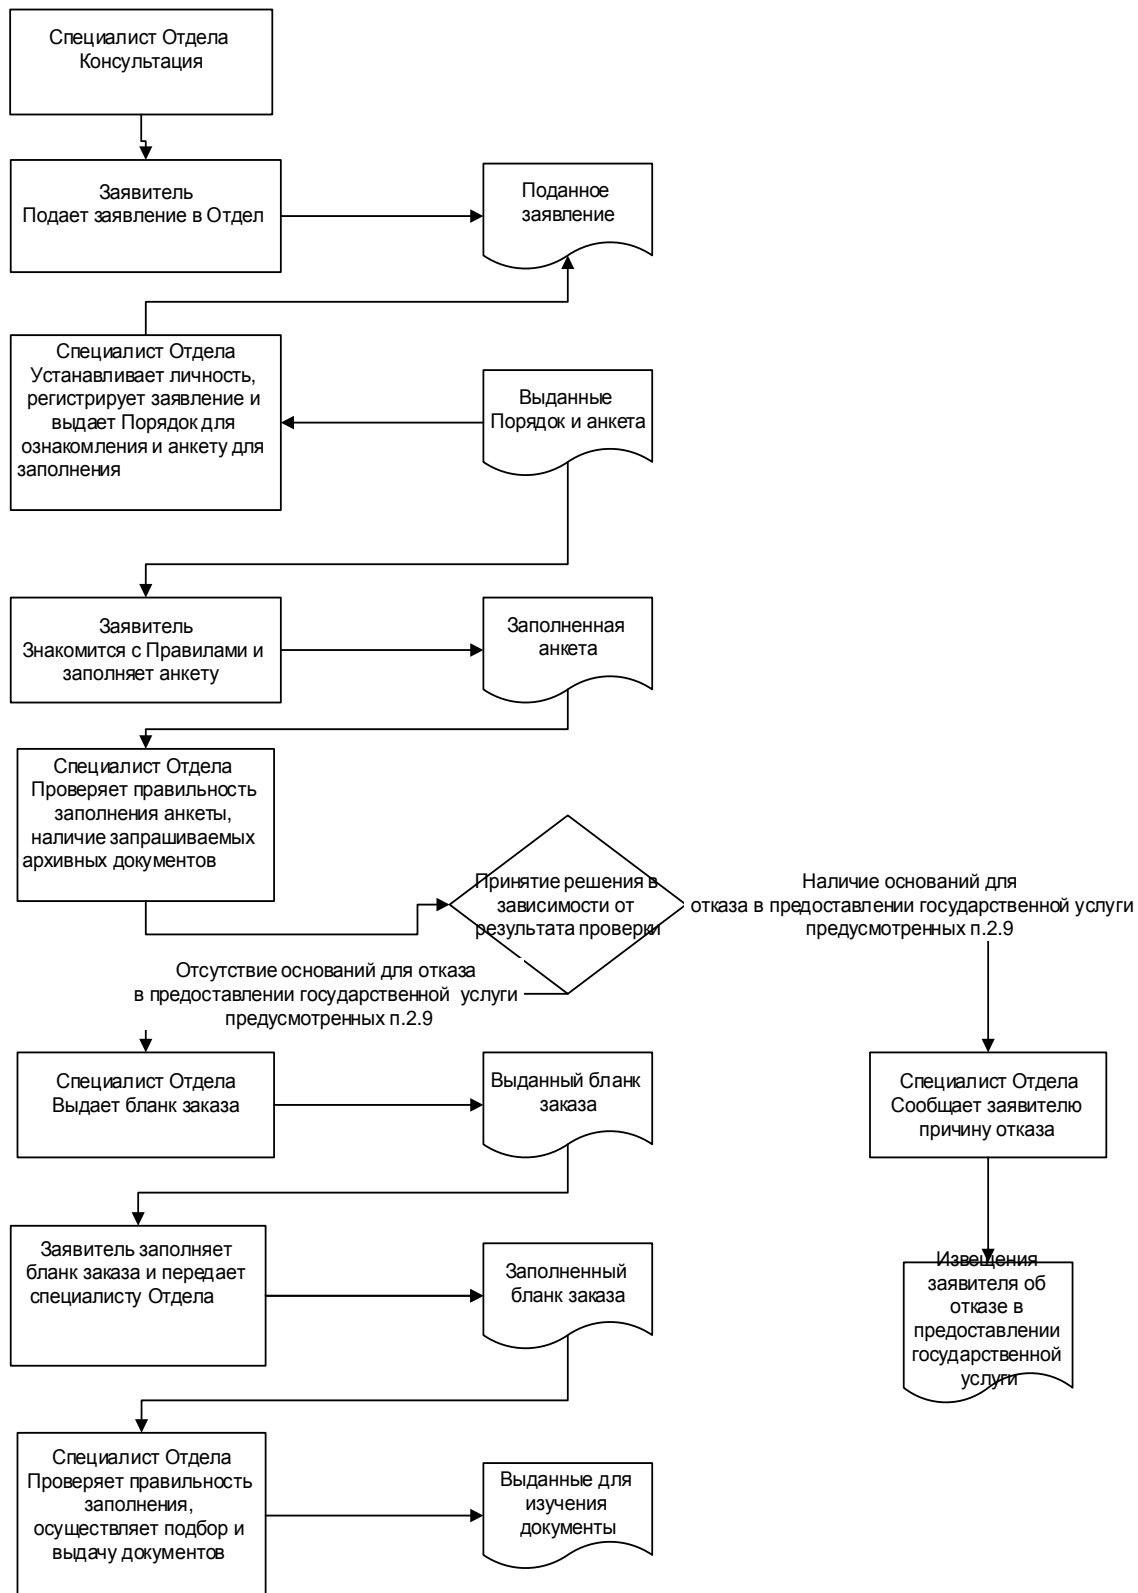 Специалист Отдела
Консультация
Заявитель
Подает заявление в Отдел
Поданное
заявление
Специалист Отдела
Устанавливает личность,
регистрирует заявление и
выдает Порядок для
ознакомления и анкету для
заполнения
Выданные
Порядок и анкета
Заявитель
Знакомится с Правилами и
заполняет анкету
Заполненная
анкета
Специалист Отдела
Проверяет правильность
заполнения анкеты,
наличие запрашиваемых
архивных документов
Принятие решения в
зависимости от
результата проверки
Наличие оснований для
отказа в предоставлении государственной услуги
предусмотренных п.2.9
Отсутствие оснований для отказа
в предоставлении государственной услуги
предусмотренных п.2.9
Специалист Отдела
Выдает бланк заказа
Выданный бланк
заказа
Специалист Отдела
Сообщает заявителю
причину отказа
Заявитель заполняет
бланк заказа и передает
специалисту Отдела
Заполненный
бланк заказа
Извещения
заявителя об
отказе в
предоставлении
государственной
услуги
Специалист Отдела
Проверяет правильность
заполнения,
осуществляет подбор и
выдачу документов
Выданные для
изучения
документы